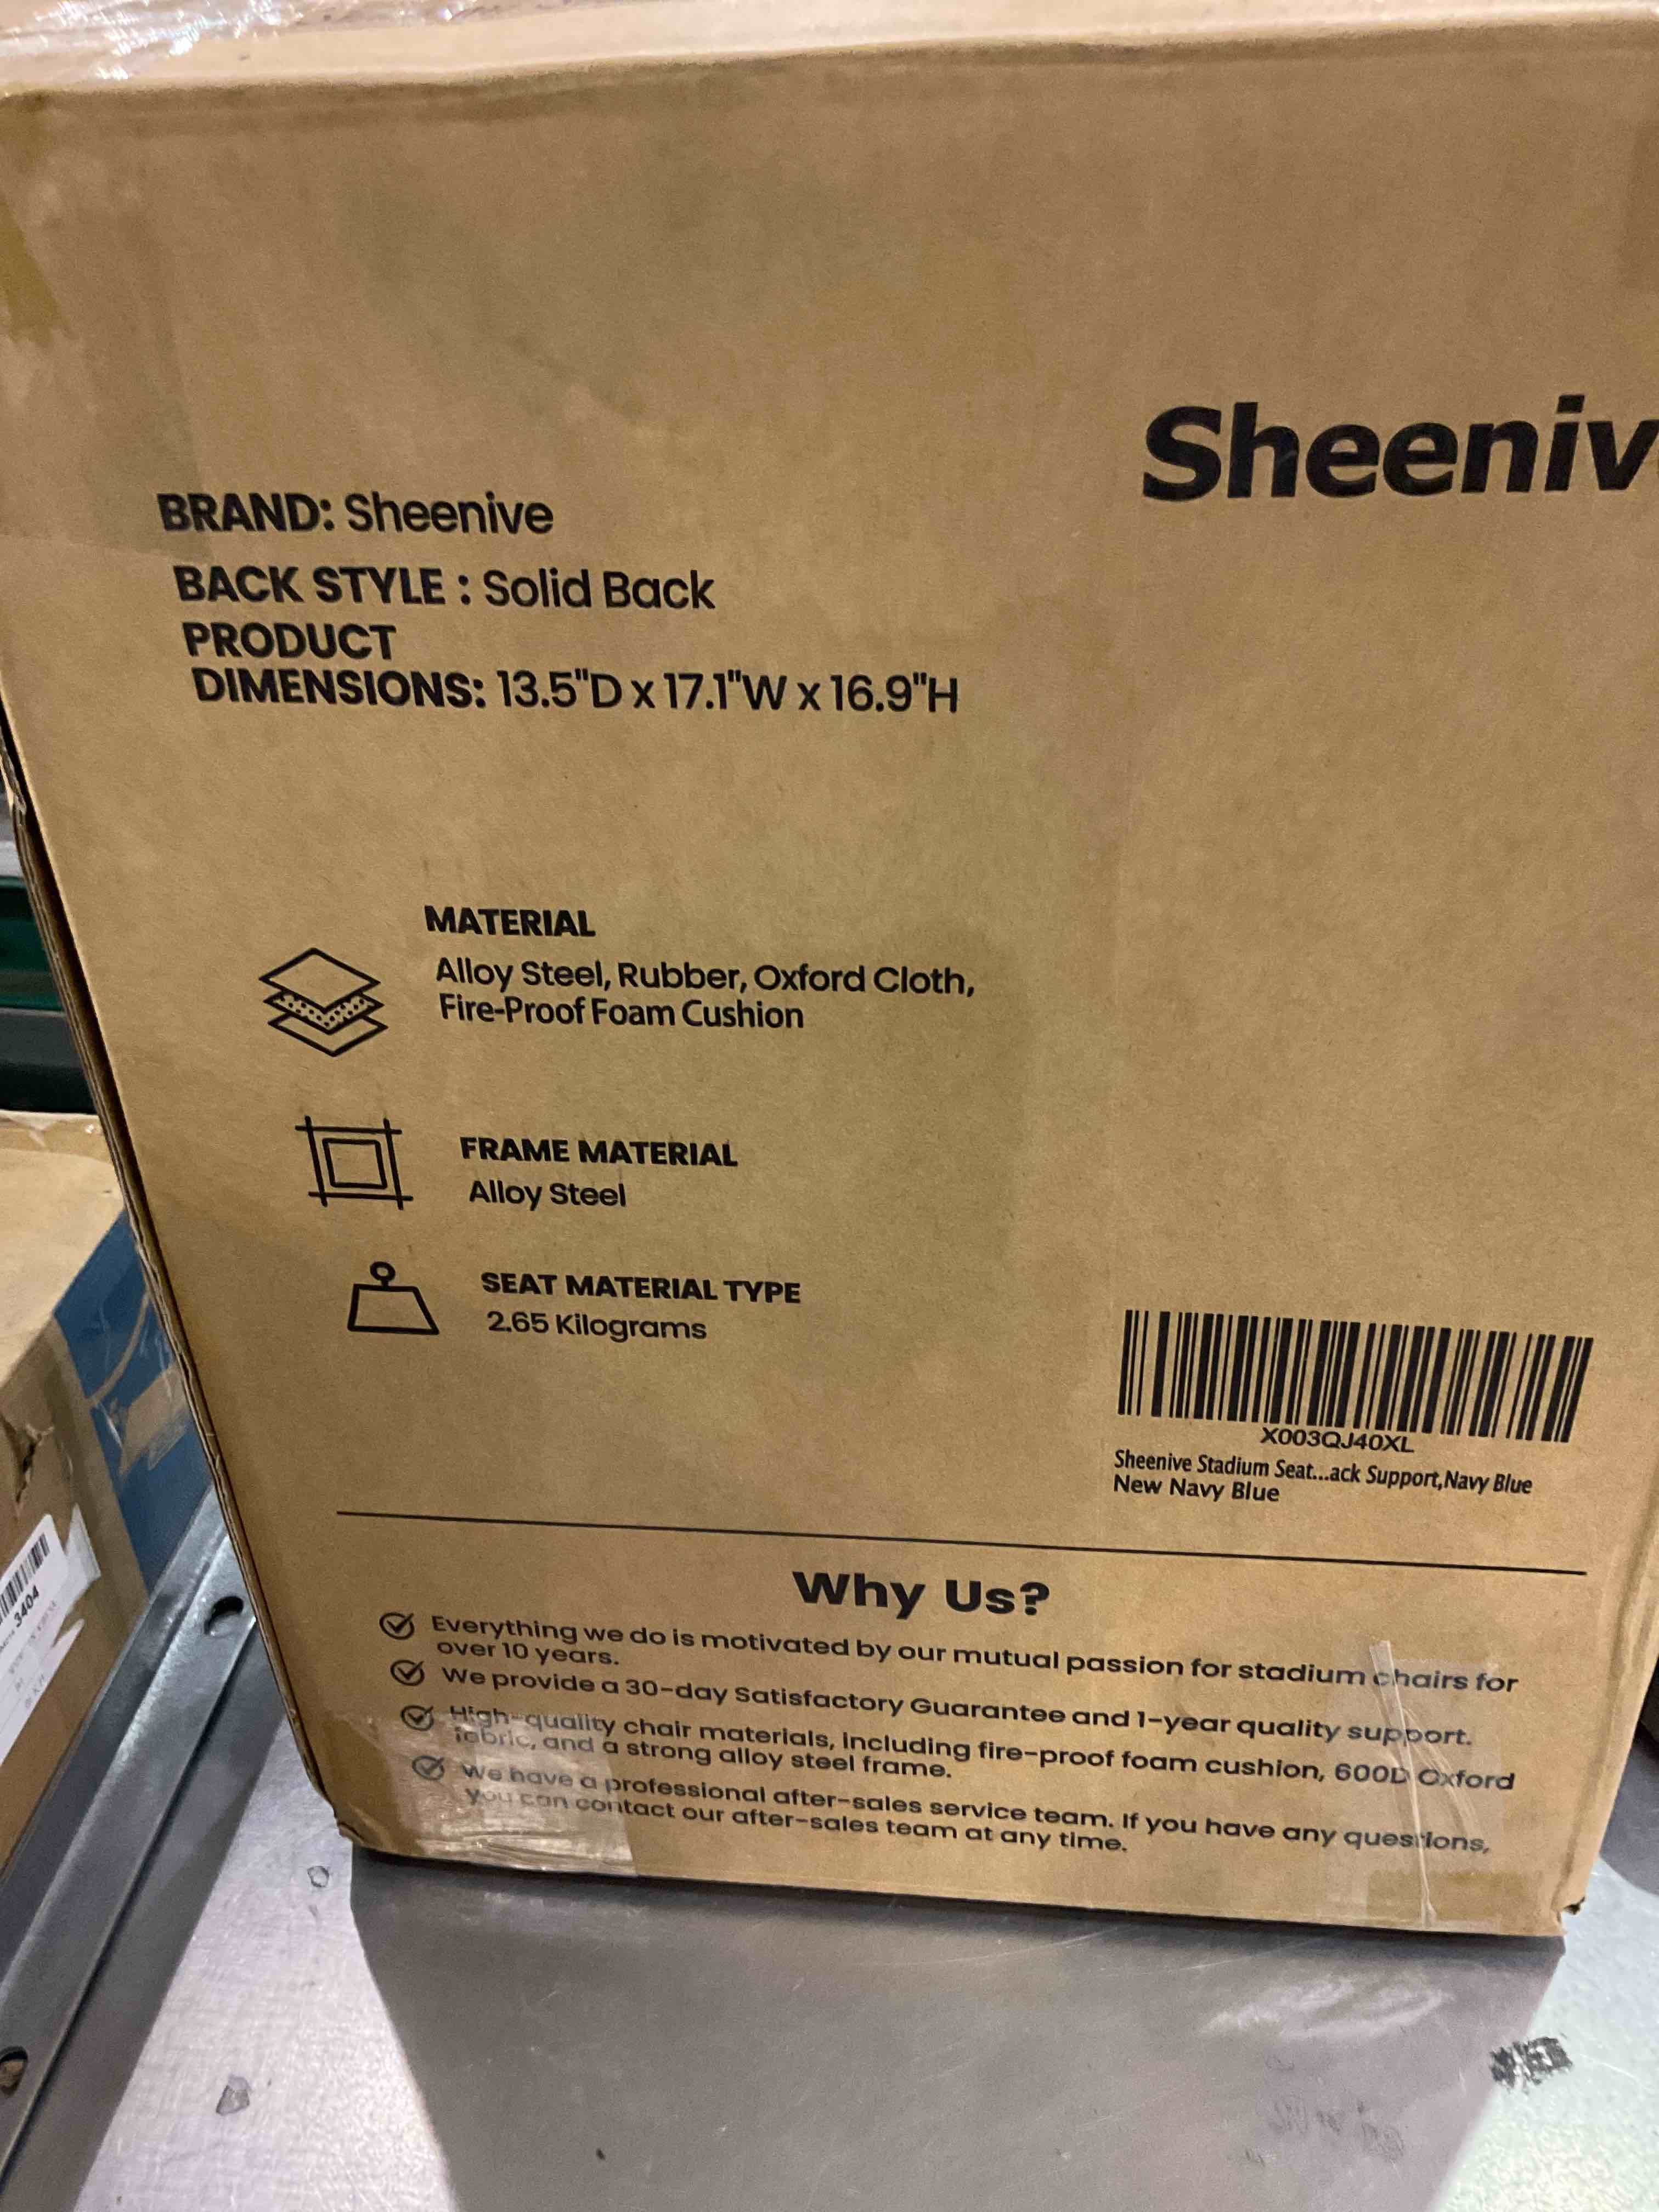 Sheeniv
BRAND: Sheenive
BACK STYLE : Solid Back
PRODUCT
DIMENSIONS: 13.5"D x 17.1"W x 16.9"H
MATERIAL
Alloy Steel, Rubber, Oxford Cloth,
Fire-Proof Foam Cushion
FRAME MATERIAL
Alloy Steel
SEAT MATERIAL TYPE
2.65 Kilograms
X003QJ40XL
Sheenive Stadium Seat...ack Support,Navy Blue
New Navy Blue
Why Us?
Everything we do is motivated by our mutual passion for stadium chairs for
over 10 years.
We provide a 30-day Satisfactory Guarantee and 1-year quality support.
High-quality chair materials, including fire-proof foam cushion, 600D Oxford
fabric, and a strong alloy steel frame.
We have a professional after-sales service team. If you have any questions,
you can contact our after-sales team at any time.
3404